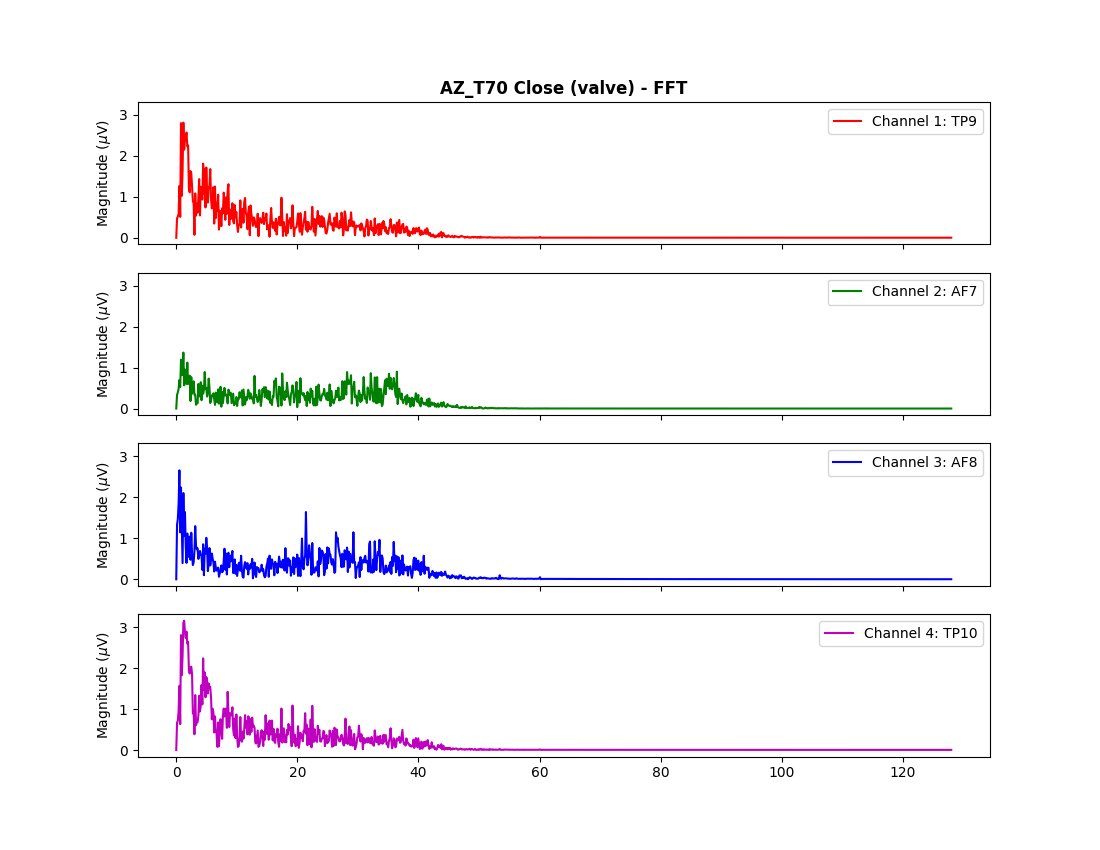 AZ_T70 Close (valve) - FFT
3
2
1
0
Magnitude (μV)
Channel 1: TP9
3
2
1
0
Magnitude (μV)
Channel 2: AF7
3
2
1
0
Magnitude (μV)
Channel 3: AF8
3
2
1
0
Magnitude (μV)
Channel 4: TP10
0 20 40 60 80 100 120